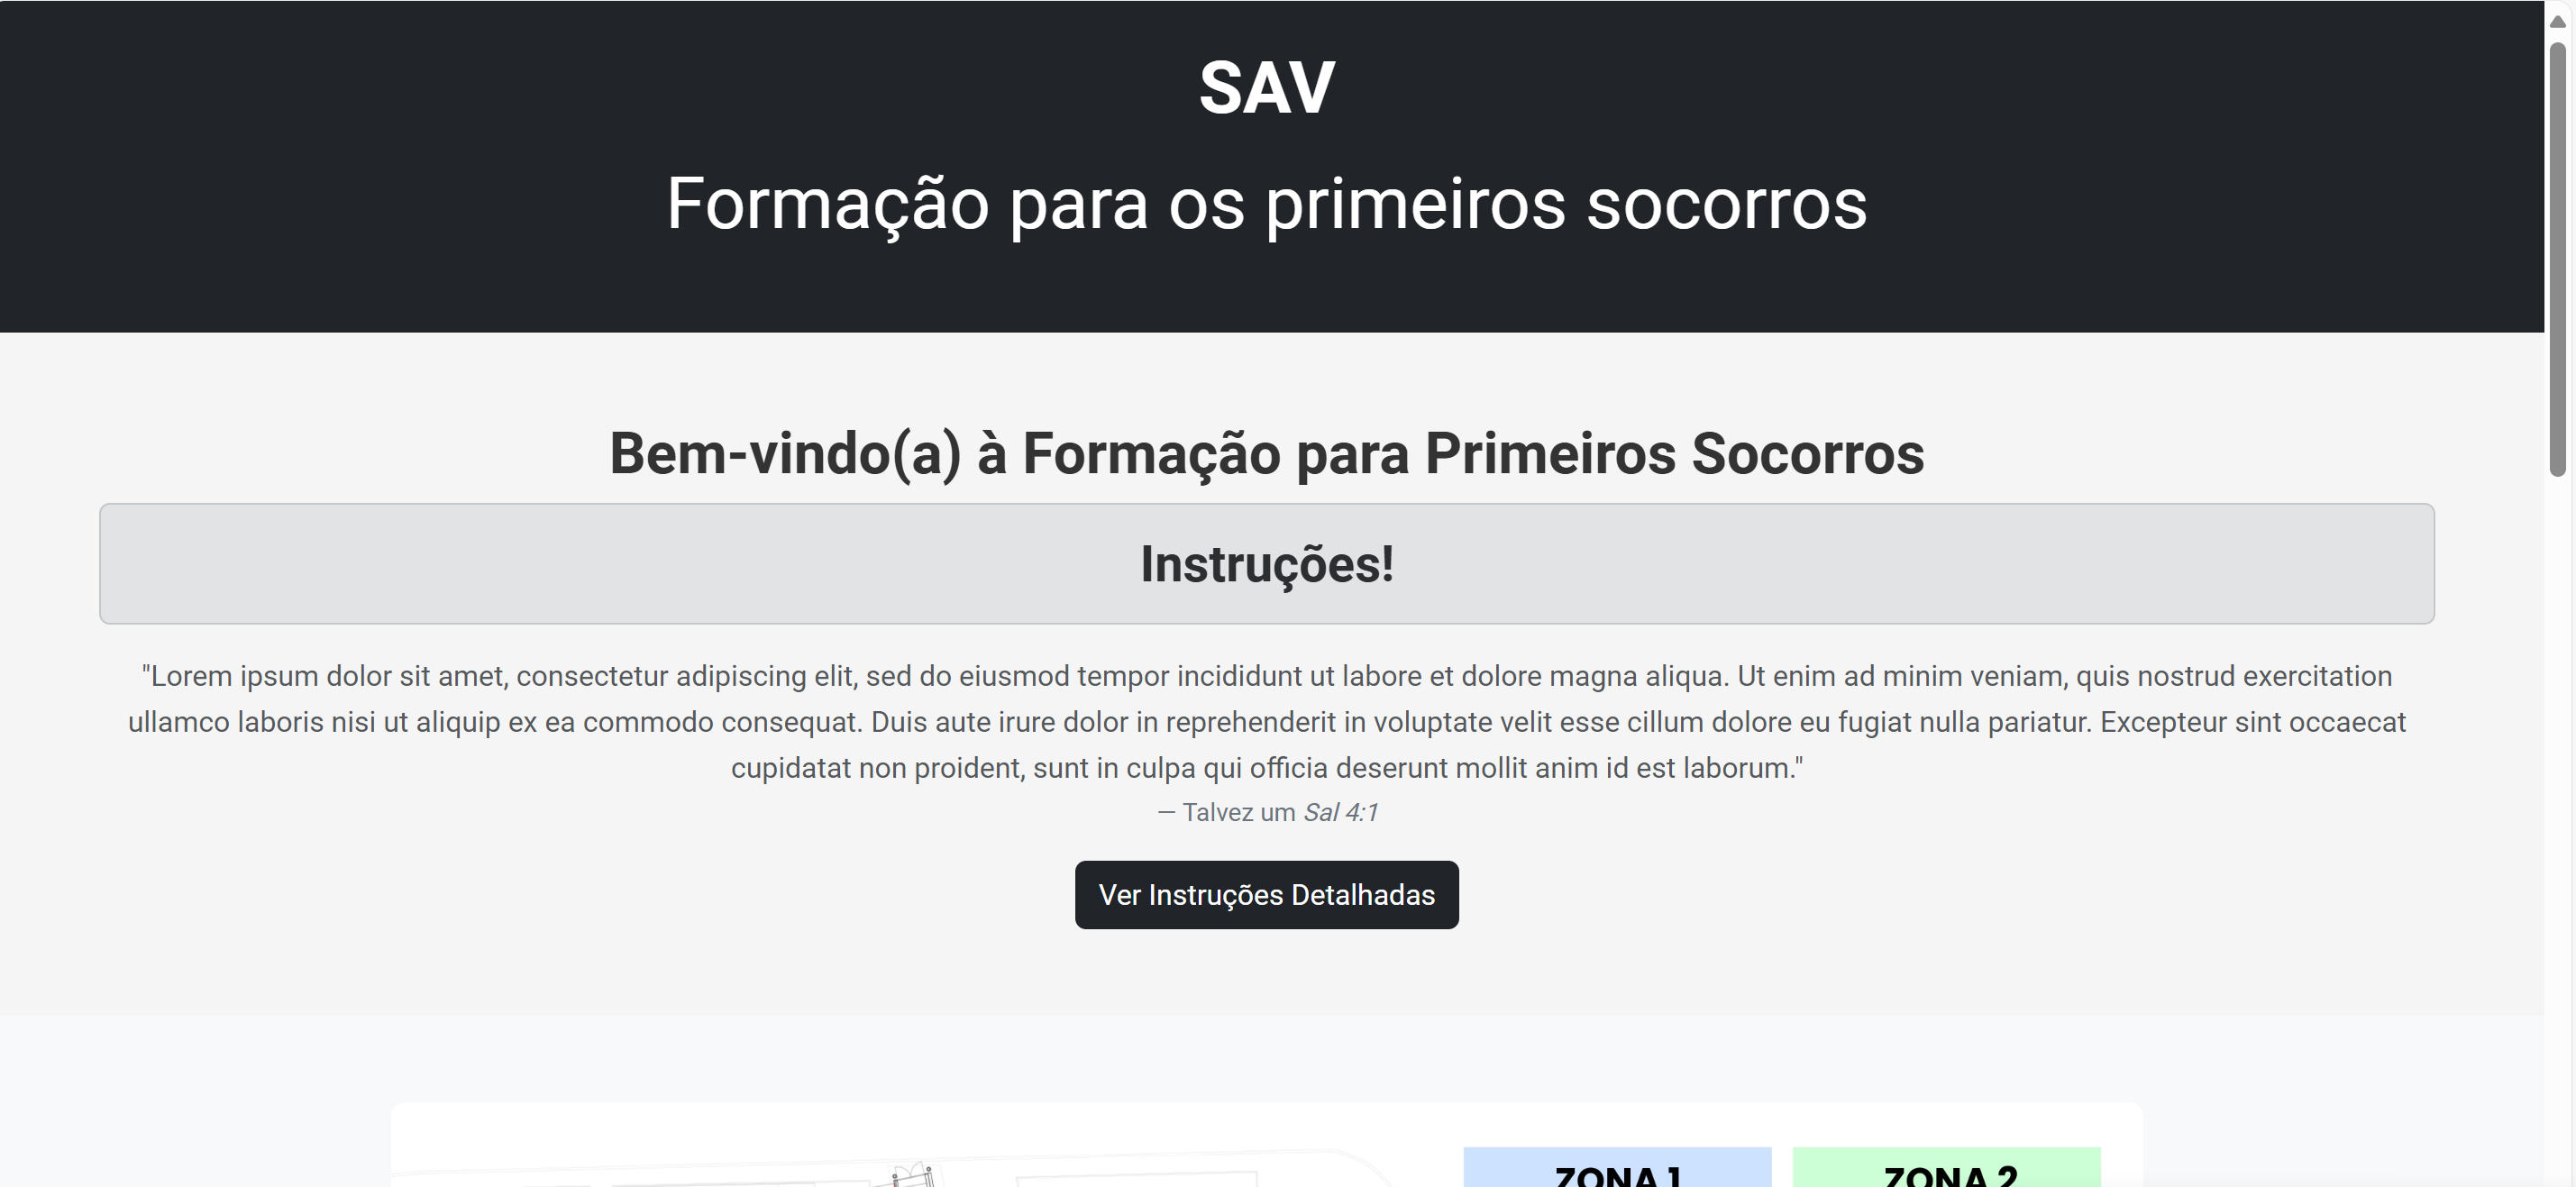 SAV
Formação para os primeiros socorros
Bem-vindo(a) à Formação para Primeiros Socorros
Instruções!
"Lorem ipsum dolor sit amet, consectetur adipiscing elit, sed do eiusmod tempor incididunt ut labore et dolore magna aliqua. Ut enim ad minim veniam, quis nostrud exercitation
ullamco laboris nisi ut aliquip ex ea commodo consequat. Duis aute irure dolor in reprehenderit in voluptate velit esse cillum dolore eu fugiat nulla pariatur. Excepteur sint occaecat
cupidatat non proident, sunt in culpa qui officia deserunt mollit anim id est laborum."
— Talvez um Sal 4:1
Ver Instruções Detalhadas
ZONA 1
ZONA 2